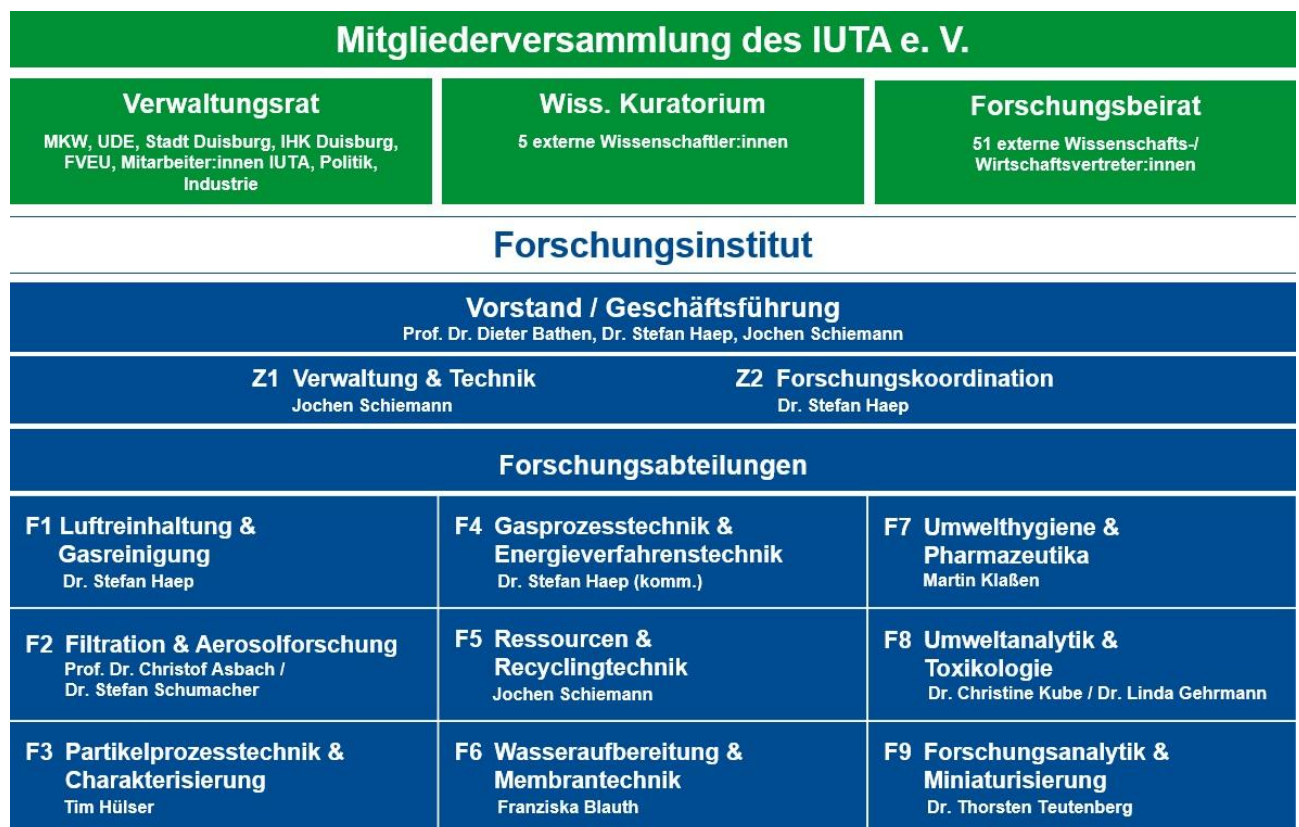 Mitgliederversammlung des IUTA e. V.
Verwaltungsrat
MKW, UDE, Stadt Duisburg, IHK Duisburg,
FVEU, Mitarbeiter:innen IUTA, Politik,
Industrie
Wiss. Kuratorium
5 externe Wissenschaftler:innen
Forschungsbeirat
51 externe Wissenschafts-/
Wirtschaftsvertreter:innen
Forschungsinstitut
Vorstand / Geschäftsführung
Prof. Dr. Dieter Bathen, Dr. Stefan Haep, Jochen Schiemann
Z1 Verwaltung & Technik
Jochen Schiemann
Z2 Forschungskoordination
Dr. Stefan Haep
Forschungsabteilungen
F1 Luftreinhaltung &
Gasreinigung
Dr. Stefan Haep
F4 Gasprozesstechnik &
Energieverfahrenstechnik
Dr. Stefan Haep (komm.)
F7 Umwelthygiene &
Pharmazeutika
Martin Klaßen
F2 Filtration & Aerosolforschung
Prof. Dr. Christof Asbach /
Dr. Stefan Schumacher
F5 Ressourcen &
Recyclingtechnik
Jochen Schiemann
F8 Umweltanalytik &
Toxikologie
Dr. Christine Kube / Dr. Linda Gehrmann
F3 Partikelprozesstechnik &
Charakterisierung
Tim Hülser
F6 Wasseraufbereitung &
Membrantechnik
Franziska Blauth
F9 Forschungsanalytik &
Miniaturisierung
Dr. Thorsten Teutenberg